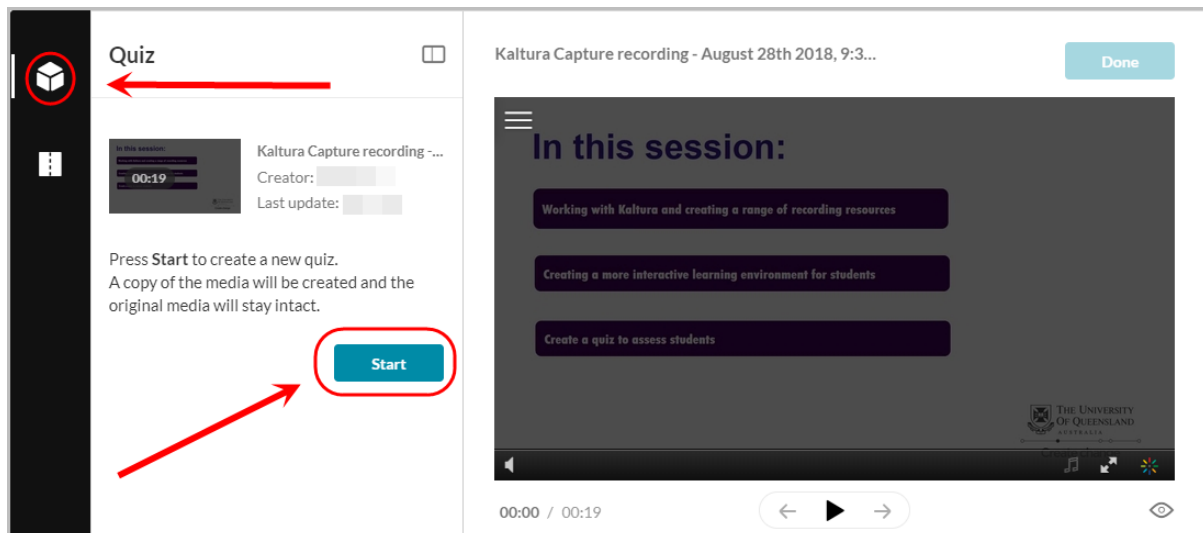 Quiz
00:19
Kaltura Capture recording -...
Creator:
Last update:
Press Start to create a new quiz.
A copy of the media will be created and the
original media will stay intact.
Start
Kaltura Capture recording - August 28th 2018, 9:3...
Done
In this session:
Working with Kaltura and creating a range of recording resources
Creating a more interactive learning environment for students
Create a quiz to assess students
THE UNIVERSITY
OF QUEENSLAND
AUSTRALIA
Create change
00:00 / 00:19